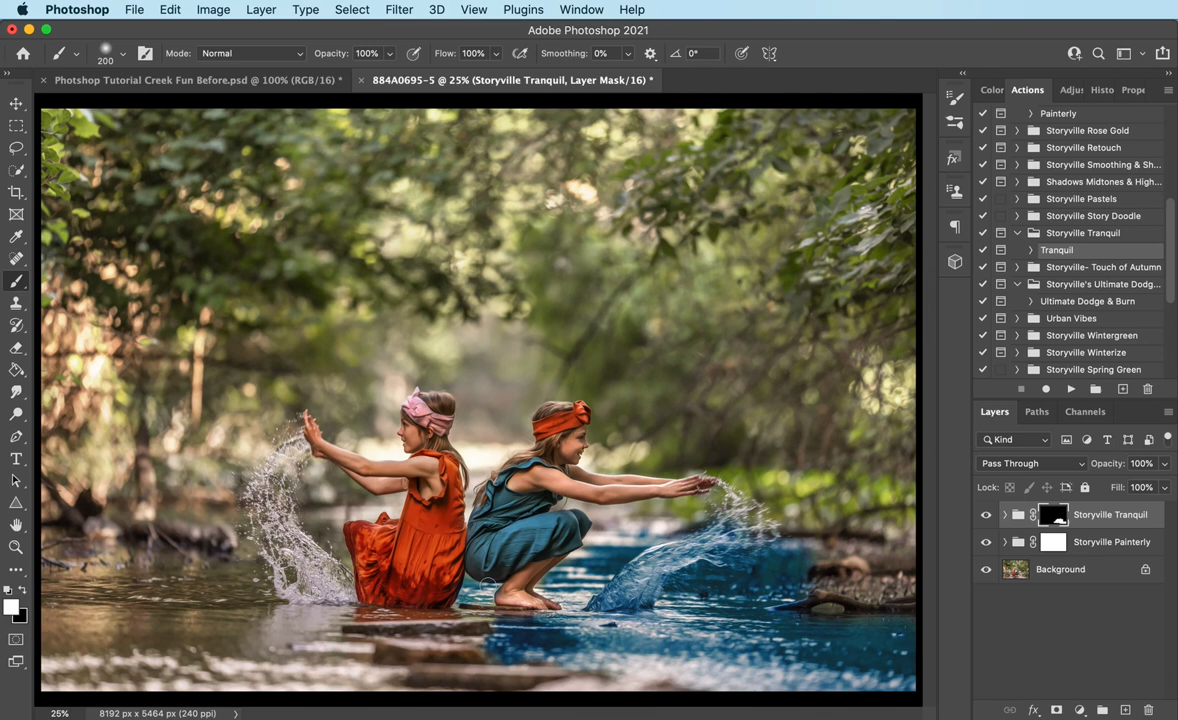 Photoshop File Edit Image Layer Type Select Filter 3D View Plugins Window Help
Adobe Photoshop 2021
200 Mode: Normal Opacity: 100% Flow: 100% Smoothing: 0% 0°
Photshop Tutorial Creek Fun Before.psd @ 100% (RGB/16) * 884A0695-5 @ 25% (Storyville Tranquil, Layer Mask/16) *
Color Actions Adju Histo Prope
Painterly
Storyville Rose Gold
Storyville Retouch
Storyville Smoothing & Sh...
Shadows Midtones & High...
Storyville Pastels
Storyville Story Doodle
Storyville Tranquil
Tranquil
Storyville- Touch of Autumn
Storyville's Ultimate Dodg...
Ultimate Dodge & Burn
Urban Vibes
Storyville Wintergreen
Storyville Winterize
Storyville Spring Green
Layers Paths Channels
Kind
Pass Through Opacity: 100%
Lock: Fill: 100%
Storyville Tranquil
Storyville Painterly
Background
25% 8192 px x 5464 px (240 ppi)